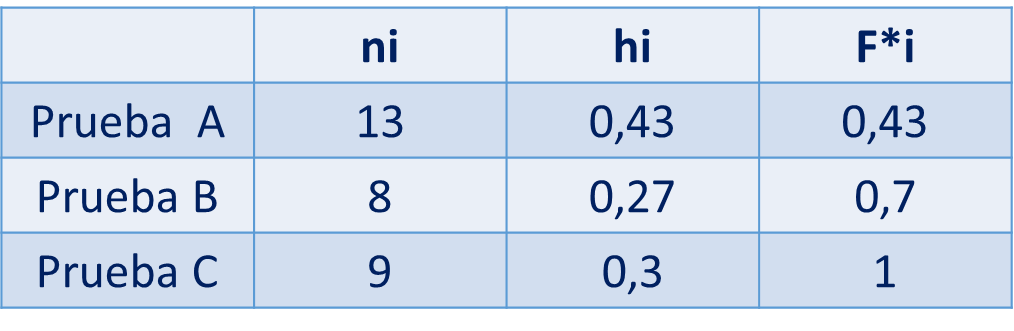 ni hi F*i
Prueba A 13 0,43 0,43
Prueba B 8 0,27 0,7
Prueba C 9 0,3 1